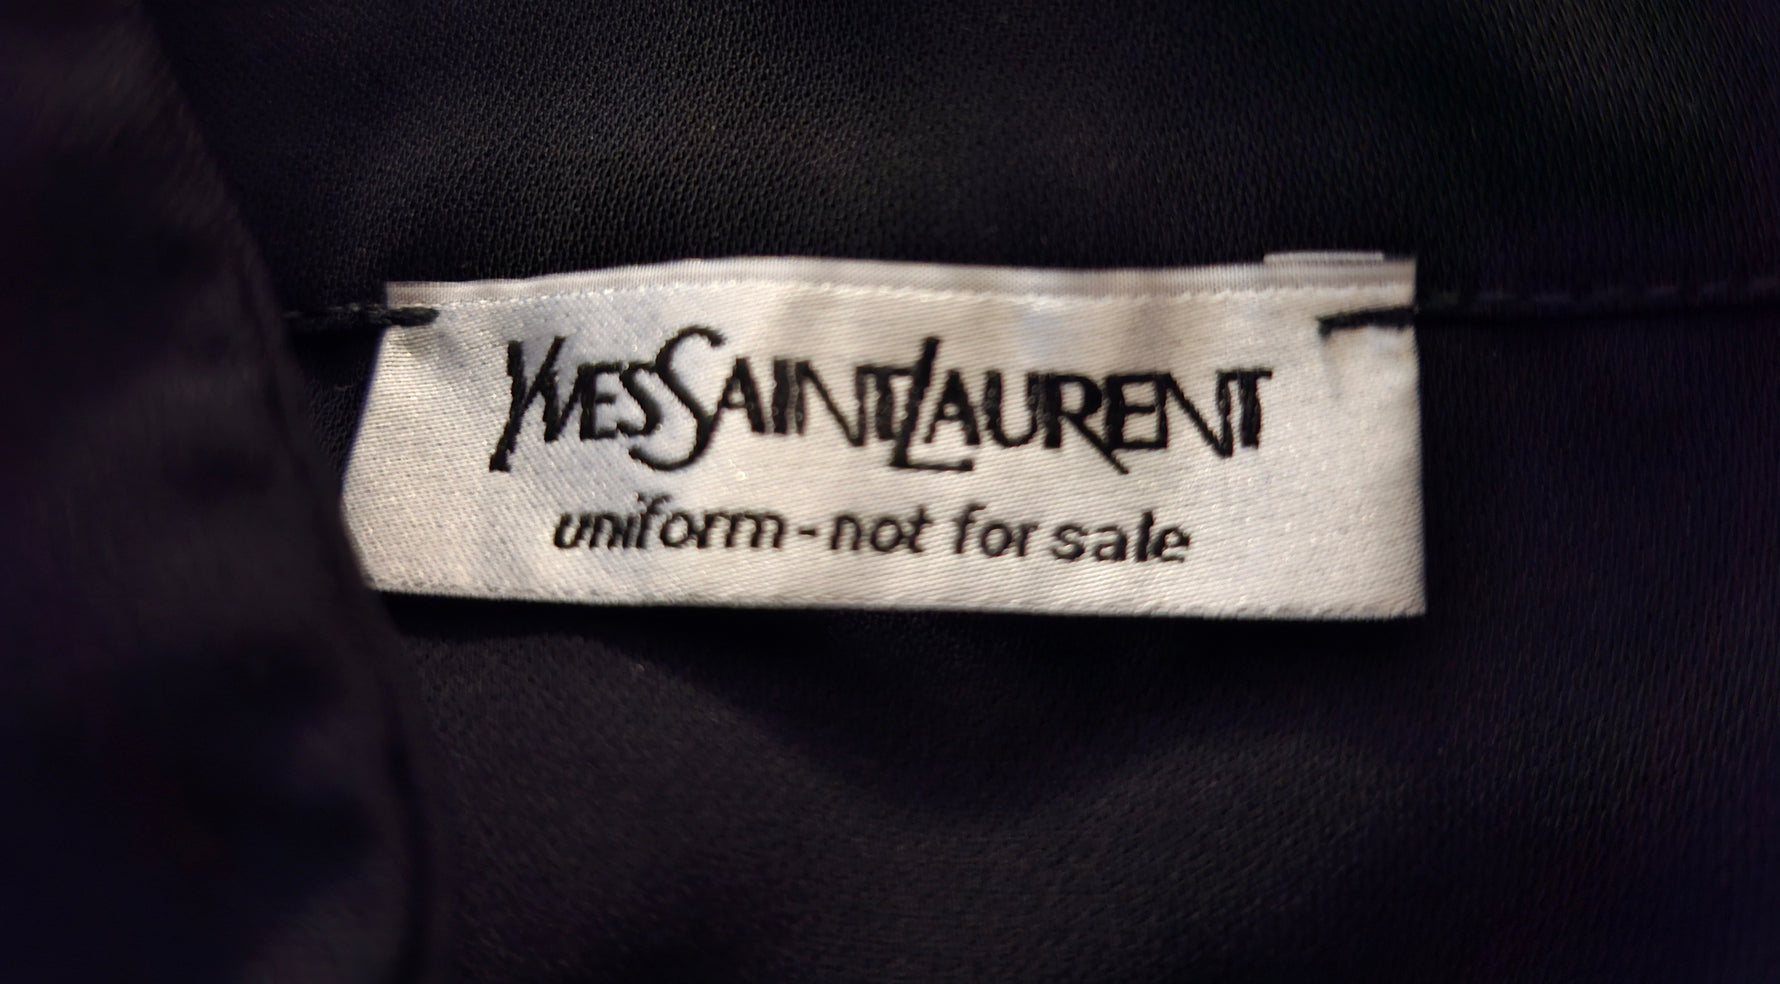 YVESSAINTLAURENT
uniform - not for sale